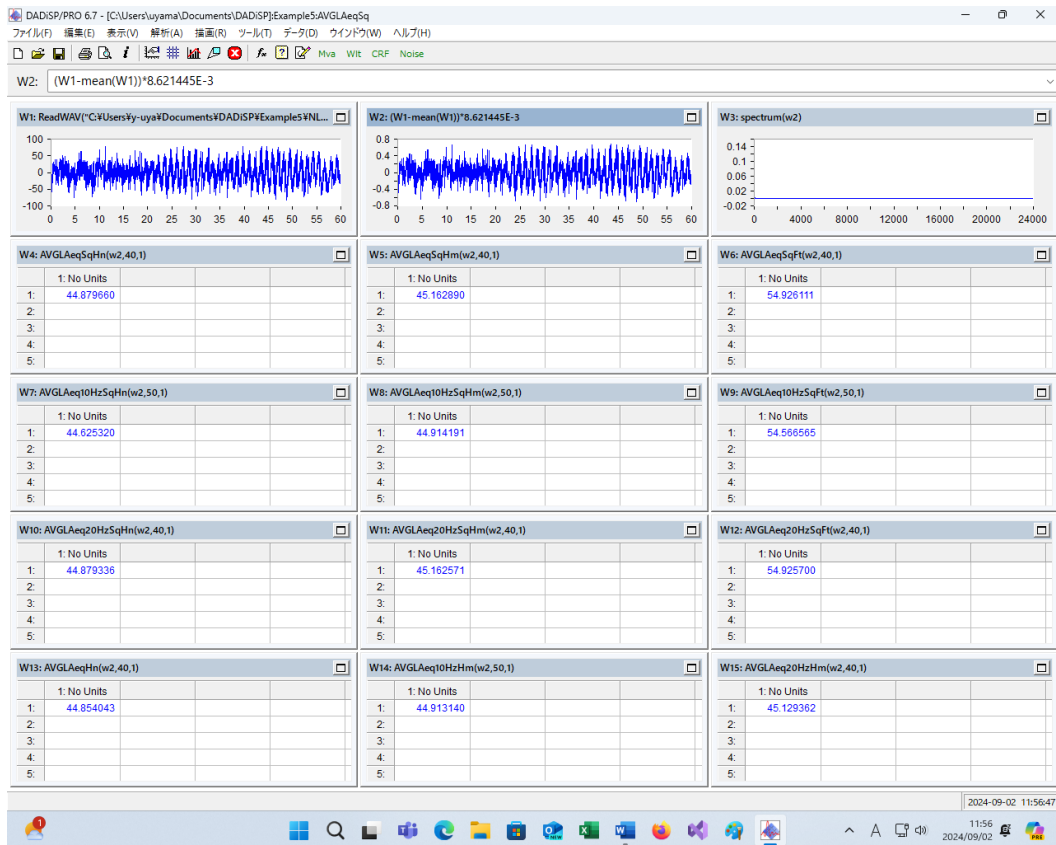 DADiSP/PRO 6.7 - [C:\Users\uyama\Documents\DADiSP]:Example5:AVGLAeqSq
ファイル(F) 編集(E) 表示(V) 解析(A) 描画(R) ツール(T) データ(D) ウインドウ(W) ヘルプ(H)
Mva Wlt CRF Noise
W2: (W1-mean(W1))*8.621445E-3
W1: ReadWAV("C:¥Users¥y-uya¥Documents¥DADiSP¥Example5¥NL... W2: (W1-mean(W1))*8.621445E-3 W3: spectrum(w2)
100 0.8 0.14
50 0.4 0.1
0 0 0.06
-50 -0.4 0.02
-100 -0.8 -0.02
0 5 10 15 20 25 30 35 40 45 50 55 60 0 5 10 15 20 25 30 35 40 45 50 55 60 0 4000 8000 12000 16000 20000 24000
W4: AVGLAeqSqHn(w2,40,1) W5: AVGLAeqSqHm(w2,40,1) W6: AVGLAeqSqFt(w2,40,1)
1: No Units 1: No Units 1: No Units
1: 44.879660 1: 45.162890 1: 54.926111
2: 2: 2:
3: 3: 3:
4: 4: 4:
5: 5: 5:
W7: AVGLAeq10HzSqHn(w2,50,1) W8: AVGLAeq10HzSqHm(w2,50,1) W9: AVGLAeq10HzSqFt(w2,50,1)
1: No Units 1: No Units 1: No Units
1: 44.625320 1: 44.914191 1: 54.566565
2: 2: 2:
3: 3: 3:
4: 4: 4:
5: 5: 5:
W10: AVGLAeq20HzSqHn(w2,40,1) W11: AVGLAeq20HzSqHm(w2,40,1) W12: AVGLAeq20HzSqFt(w2,40,1)
1: No Units 1: No Units 1: No Units
1: 44.879336 1: 45.162571 1: 54.925700
2: 2: 2:
3: 3: 3:
4: 4: 4:
5: 5: 5:
W13: AVGLAeqHn(w2,40,1) W14: AVGLAeq10HzHm(w2,50,1) W15: AVGLAeq20HzHm(w2,40,1)
1: No Units 1: No Units 1: No Units
1: 44.854043 1: 44.913140 1: 45.129362
2: 2: 2:
3: 3: 3:
4: 4: 4:
5: 5: 5:
2024-09-02 11:56:47
1 A 11:56
2024/09/02
PRE